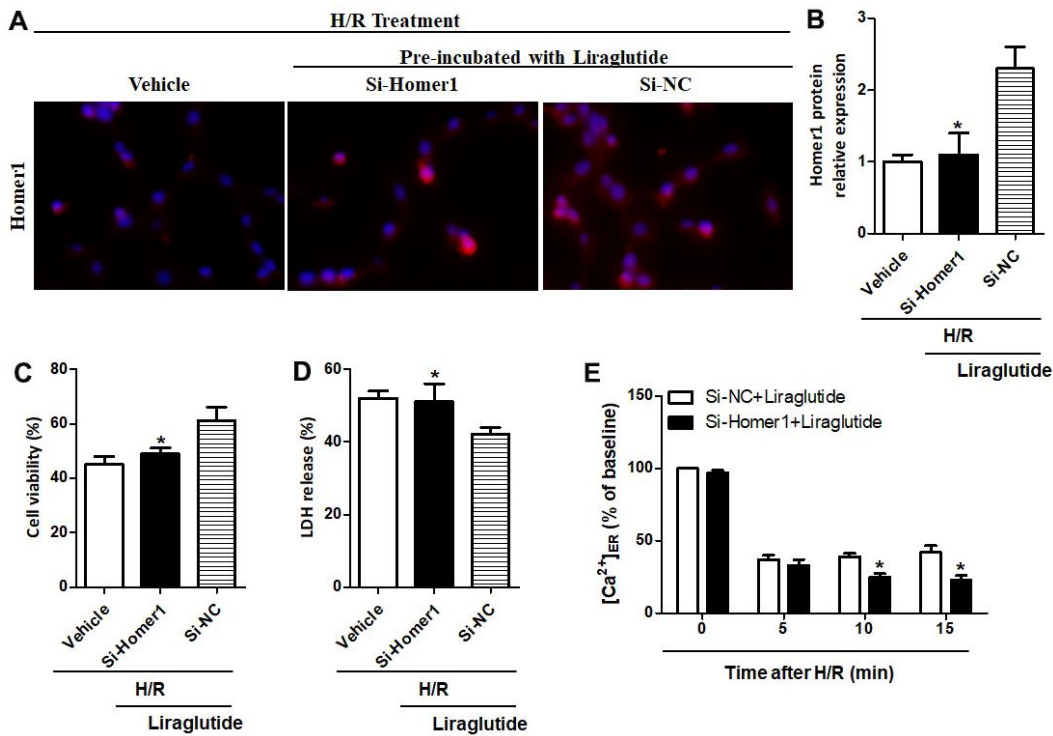 A
H/R Treatment
Pre-incubated with Liraglutide
Vehicle
Si-Homer1
Si-NC
Homer1
B
Homer1 protein
relative expression
3
2
1
0
*
Vehicle
Si-Homer1
Si-NC
H/R
Liraglutide
C
Cell viability (%)
80
60
40
20
0
*
Vehicle
Si-Homer1
Si-NC
H/R
Liraglutide
D
LDH release (%)
60
40
20
0
*
Vehicle
Si-Homer1
Si-NC
H/R
Liraglutide
E
[Ca2+]ER (% of baseline)
150
100
50
0
Si-NC+Liraglutide
Si-Homer1+Liraglutide
*
*
0 5 10 15
Time after H/R (min)